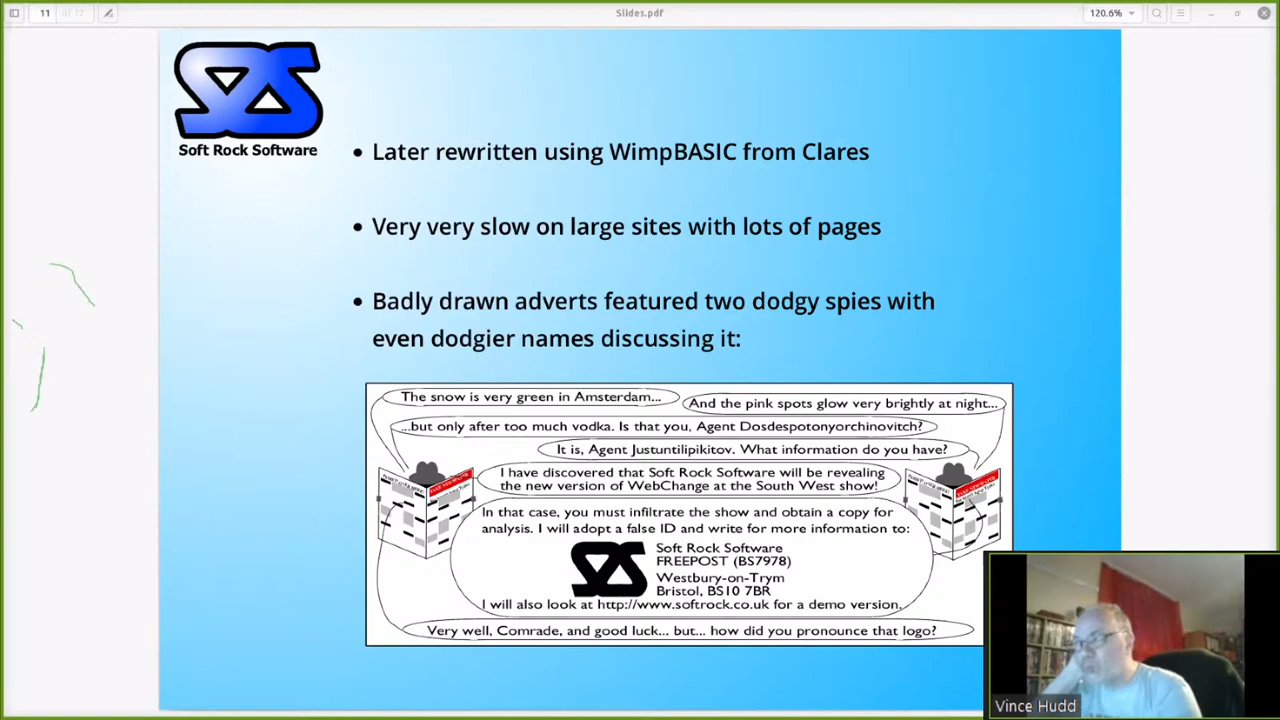 11 of 17
Slides.pdf
120.6%
Soft Rock Software
• Later rewritten using WimpBASIC from Clares
• Very very slow on large sites with lots of pages
• Badly drawn adverts featured two dodgy spies with
even dodgier names discussing it:
The snow is very green in Amsterdam...
And the pink spots glow very brightly at night...
...but only after too much vodka. Is that you, Agent Dosdespotonyorchinovitch?
It is, Agent Justuntilipikitov. What information do you have?
I have discovered that Soft Rock Software will be revealing
the new version of WebChange at the South West show!
In that case, you must infiltrate the show and obtain a copy for
analysis. I will adopt a false ID and write for more information to:
Soft Rock Software
FREEPOST (BS7978)
Westbury-on-Trym
Bristol, BS10 7BR
I will also look at http://www.softrock.co.uk for a demo version.
Very well, Comrade, and good luck... but... how did you pronounce that logo?
Vince Hudd